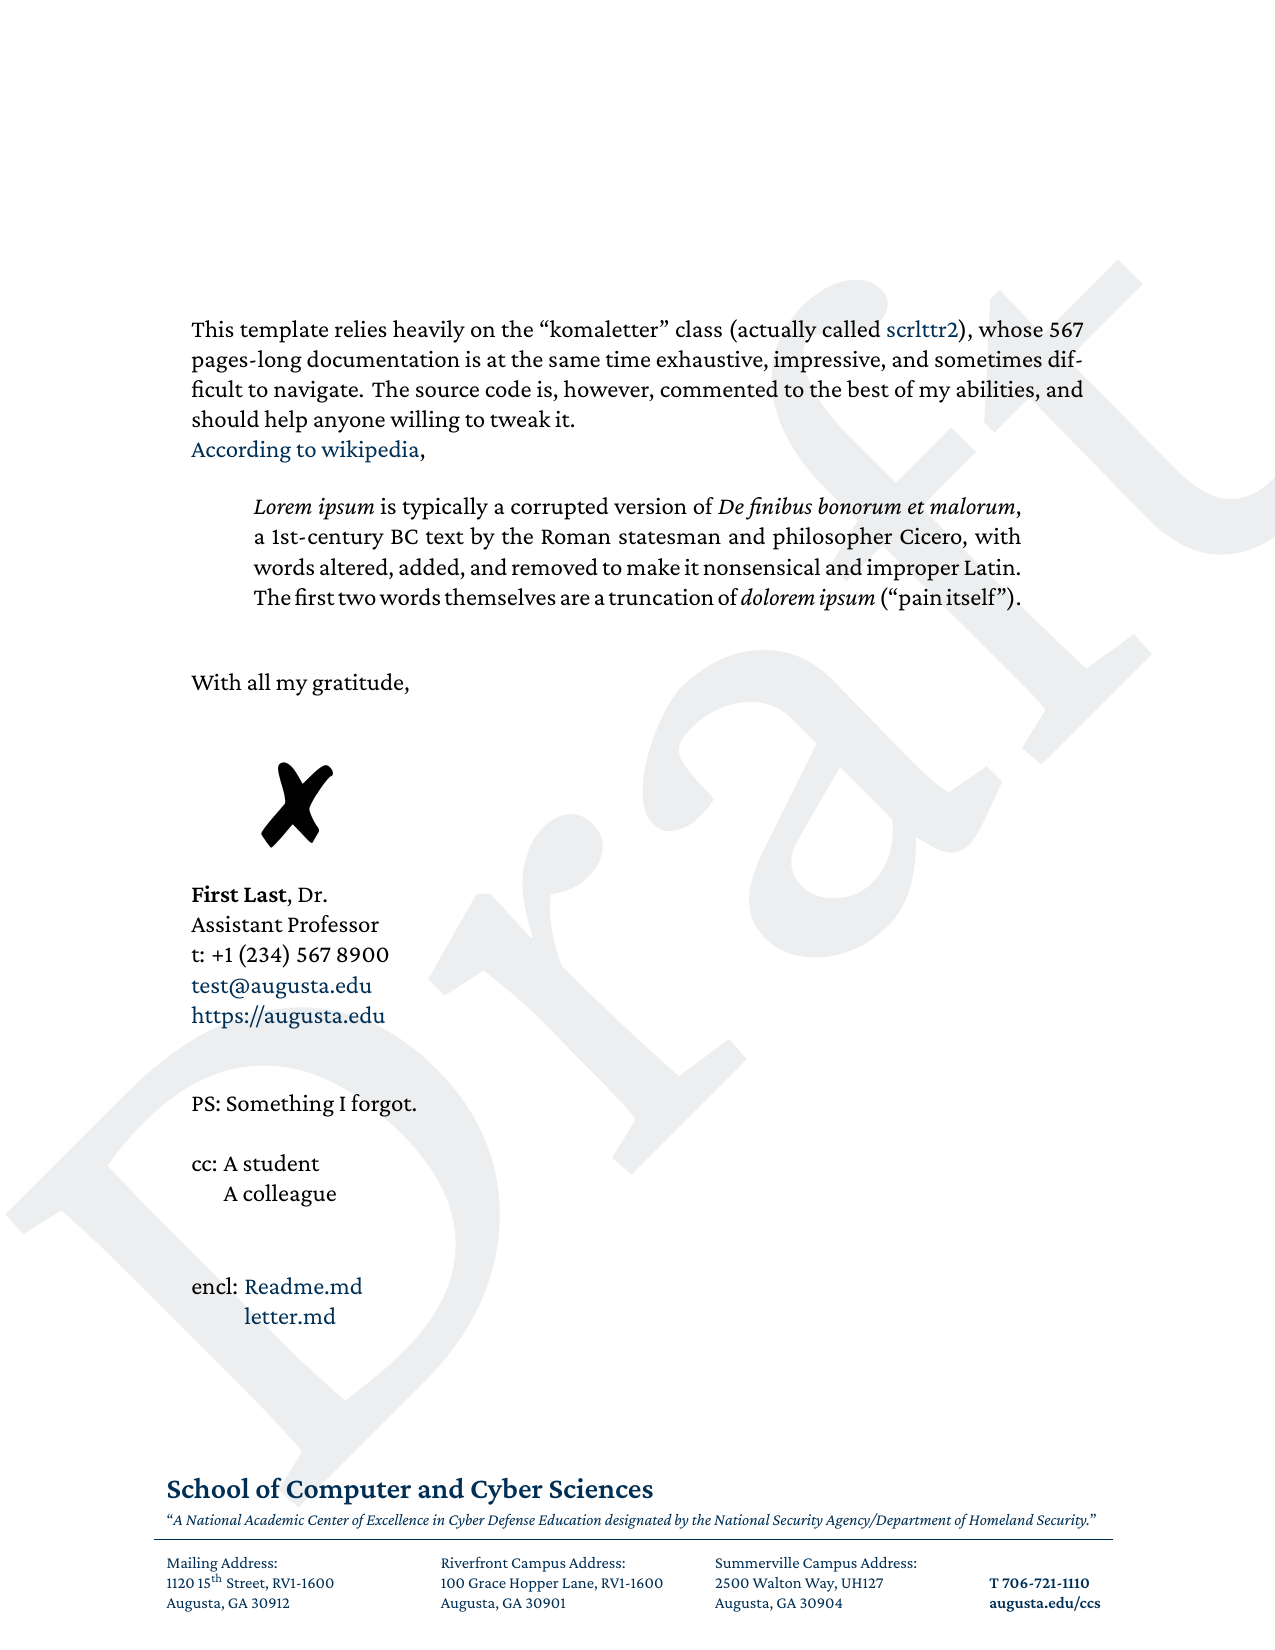 This template relies heavily on the “komaletter” class (actually called scrlttr2), whose 567
pages-long documentation is at the same time exhaustive, impressive, and sometimes dif-
ficult to navigate. The source code is, however, commented to the best of my abilities, and
should help anyone willing to tweak it.
According to wikipedia,
Lorem ipsum is typically a corrupted version of De finibus bonorum et malorum,
a 1st-century BC text by the Roman statesman and philosopher Cicero, with
words altered, added, and removed to make it nonsensical and improper Latin.
The first two words themselves are a truncation of dolorem ipsum (“pain itself”).
With all my gratitude,
First Last, Dr.
Assistant Professor
t: +1 (234) 567 8900
test@augusta.edu
https://augusta.edu
PS: Something I forgot.
cc: A student
A colleague
encl: Readme.md
letter.md
Draft
School of Computer and Cyber Sciences
“A National Academic Center of Excellence in Cyber Defense Education designated by the National Security Agency/Department of Homeland Security.”
Mailing Address:
1120 15th Street, RV1-1600
Augusta, GA 30912
Riverfront Campus Address:
100 Grace Hopper Lane, RV1-1600
Augusta, GA 30901
Summerville Campus Address:
2500 Walton Way, UH127
Augusta, GA 30904
T 706-721-1110
augusta.edu/ccs